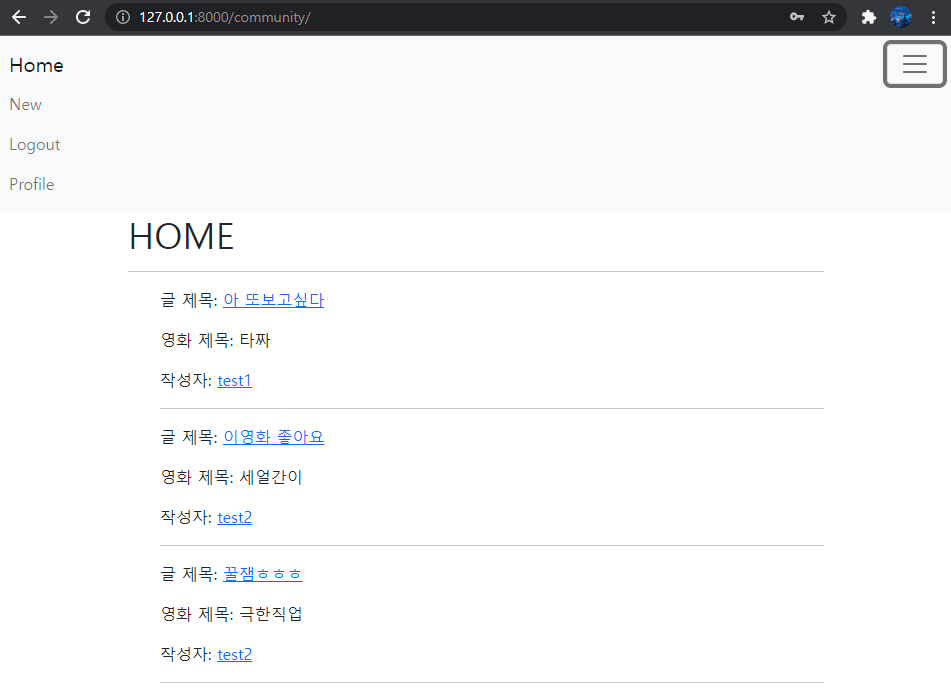 127.0.0.1:8000/community/
Home
New
Logout
Profile
HOME
글 제목: 아 또보고싶다
영화 제목: 타짜
작성자: test1
글 제목: 이영화 좋아요
영화 제목: 세얼간이
작성자: test2
글 제목: 꿀잼ㅎㅎㅎ
영화 제목: 극한직업
작성자: test2